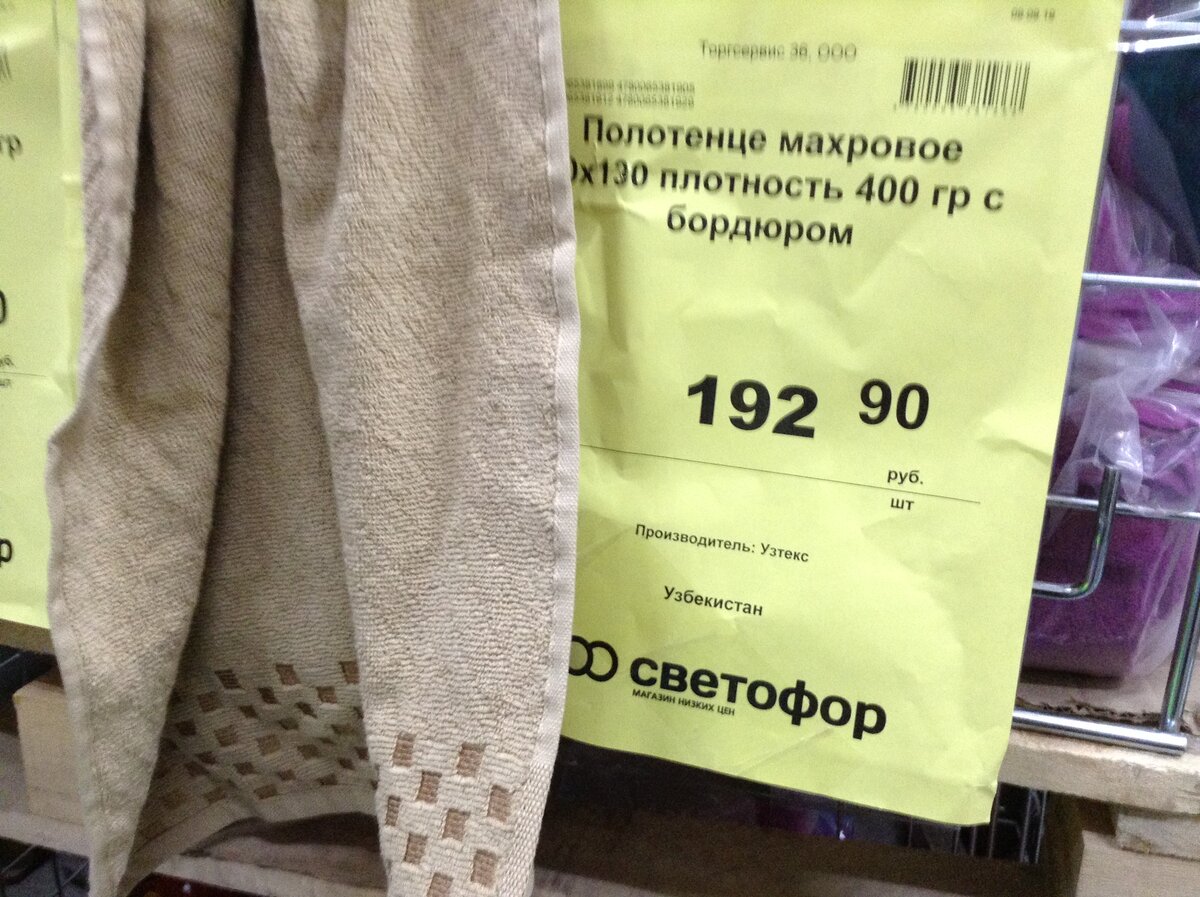 Торгсервис 38, ООО
Полотенце махровое
0х130 плотность 400 гр с
бордюром
192 90
руб.
шт
Производитель: Узтекс
Узбекистан
светофор
МАГАЗИН НИЗКИХ ЦЕН